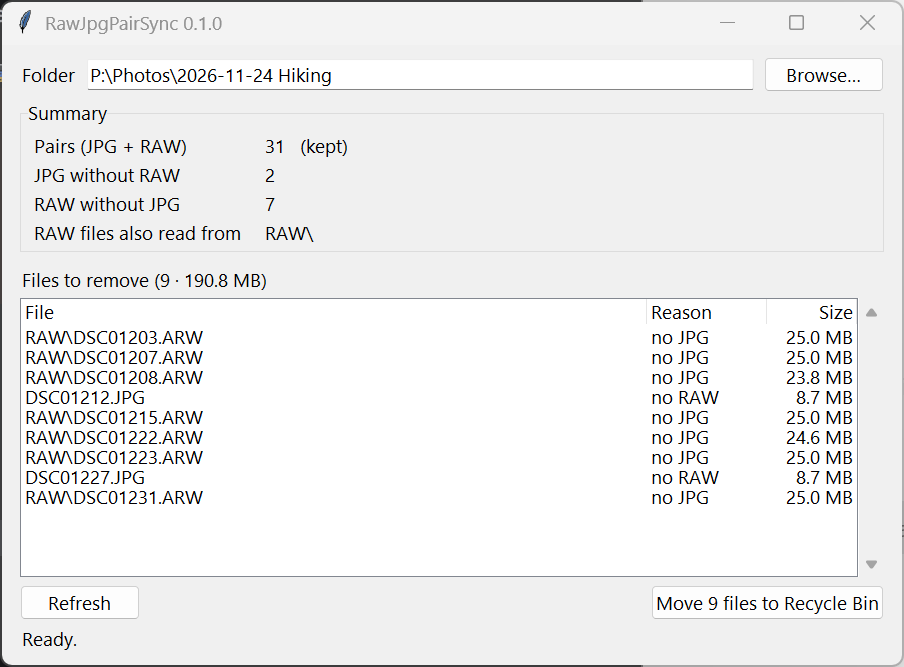 RawJpgPairSync 0.1.0
Folder P:\Photos\2026-11-24 Hiking Browse...
Summary
Pairs (JPG + RAW) 31 (kept)
JPG without RAW 2
RAW without JPG 7
RAW files also read from RAW\
Files to remove (9 · 190.8 MB)
File Reason Size
RAW\DSC01203.ARW no JPG 25.0 MB
RAW\DSC01207.ARW no JPG 25.0 MB
RAW\DSC01208.ARW no JPG 23.8 MB
DSC01212.JPG no RAW 8.7 MB
RAW\DSC01215.ARW no JPG 25.0 MB
RAW\DSC01222.ARW no JPG 24.6 MB
RAW\DSC01223.ARW no JPG 25.0 MB
DSC01227.JPG no RAW 8.7 MB
RAW\DSC01231.ARW no JPG 25.0 MB
Refresh Move 9 files to Recycle Bin
Ready.